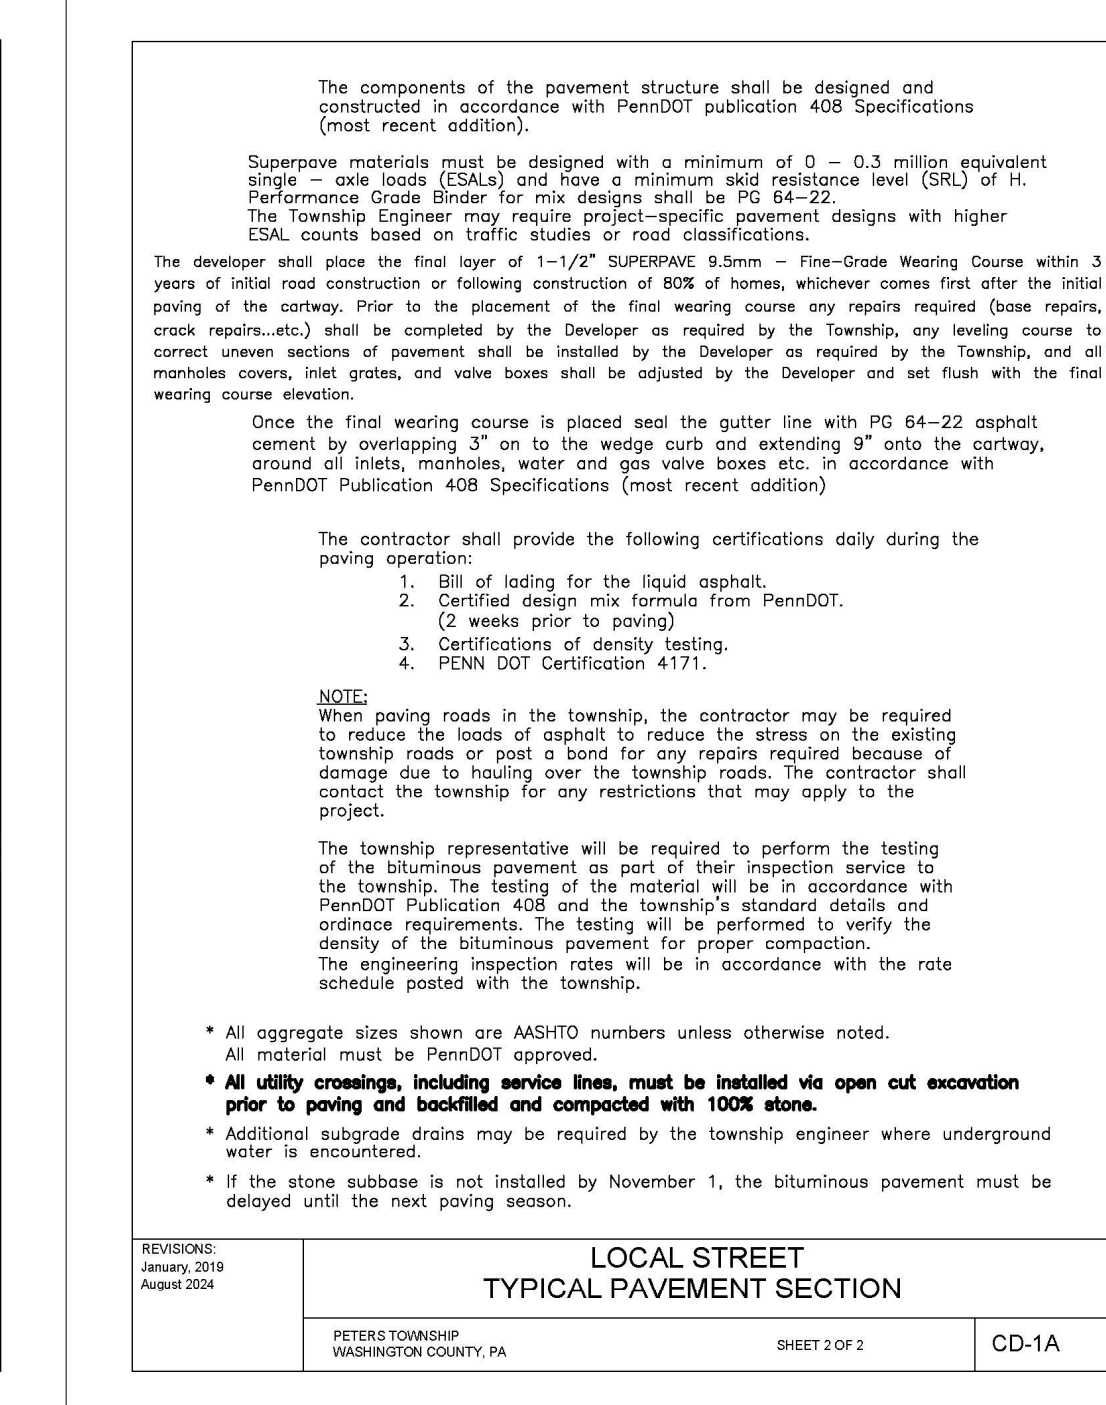 The components of the pavement structure shall be designed and
constructed in accordance with PennDOT publication 408 Specifications
(most recent addition).
Superpave materials must be designed with a minimum of 0 – 0.3 million equivalent
single – axle loads (ESALs) and have a minimum skid resistance level (SRL) of H.
Performance Grade Binder for mix designs shall be PG 64–22.
The Township Engineer may require project–specific pavement designs with higher
ESAL counts based on traffic studies or road classifications.
The developer shall place the final layer of 1–1/2" SUPERPAVE 9.5mm – Fine–Grade Wearing Course within 3
years of initial road construction or following construction of 80% of homes, whichever comes first after the initial
paving of the cartway. Prior to the placement of the final wearing course any repairs required (base repairs,
crack repairs...etc.) shall be completed by the Developer as required by the Township, any leveling course to
correct uneven sections of pavement shall be installed by the Developer as required by the Township, and all
manholes covers, inlet grates, and valve boxes shall be adjusted by the Developer and set flush with the final
wearing course elevation.
Once the final wearing course is placed seal the gutter line with PG 64–22 asphalt
cement by overlapping 3" on to the wedge curb and extending 9" onto the cartway,
around all inlets, manholes, water and gas valve boxes etc. in accordance with
PennDOT Publication 408 Specifications (most recent addition)
The contractor shall provide the following certifications daily during the
paving operation:
1. Bill of lading for the liquid asphalt.
2. Certified design mix formula from PennDOT.
(2 weeks prior to paving)
3. Certifications of density testing.
4. PENN DOT Certification 4171.
NOTE:
When paving roads in the township, the contractor may be required
to reduce the loads of asphalt to reduce the stress on the existing
township roads or post a bond for any repairs required because of
damage due to hauling over the township roads. The contractor shall
contact the township for any restrictions that may apply to the
project.
The township representative will be required to perform the testing
of the bituminous pavement as part of their inspection service to
the township. The testing of the material will be in accordance with
PennDOT Publication 408 and the township's standard details and
ordinace requirements. The testing will be performed to verify the
density of the bituminous pavement for proper compaction.
The engineering inspection rates will be in accordance with the rate
schedule posted with the township.
* All aggregate sizes shown are AASHTO numbers unless otherwise noted.
All material must be PennDOT approved.
* All utility crossings, including service lines, must be installed via open cut excavation
prior to paving and backfilled and compacted with 100% stone.
* Additional subgrade drains may be required by the township engineer where underground
water is encountered.
* If the stone subbase is not installed by November 1, the bituminous pavement must be
delayed until the next paving season.
REVISIONS:
January, 2019
August 2024
LOCAL STREET
TYPICAL PAVEMENT SECTION
PETERS TOWNSHIP
WASHINGTON COUNTY, PA
SHEET 2 OF 2
CD-1A